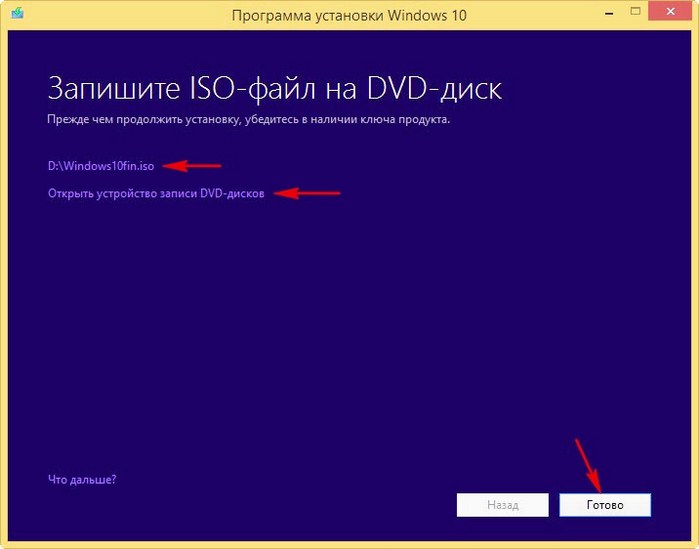 Программа установки Windows 10
Запишите ISO-файл на DVD-диск
Прежде чем продолжить установку, убедитесь в наличии ключа продукта.
D:\Windows10fin.iso
Открыть устройство записи DVD-дисков
Что дальше?
Назад
Готово